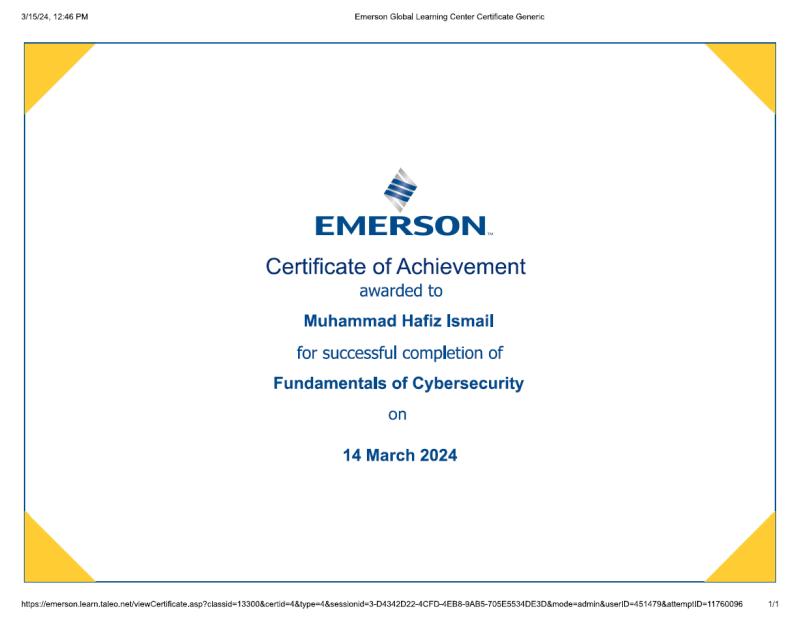 3/15/24, 12:46 PM Emerson Global Learning Center Certificate Generic
EMERSON™
Certificate of Achievement
awarded to
Muhammad Hafiz Ismail
for successful completion of
Fundamentals of Cybersecurity
on
14 March 2024
https://emerson.learn.taleo.net/viewCertificate.asp?classid=13300&certid=4&type=4&sessionid=3-D4342D22-4CFD-4EB8-9AB5-705E5534DE3D&mode=admin&userID=451479&attemptID=11760096 1/1